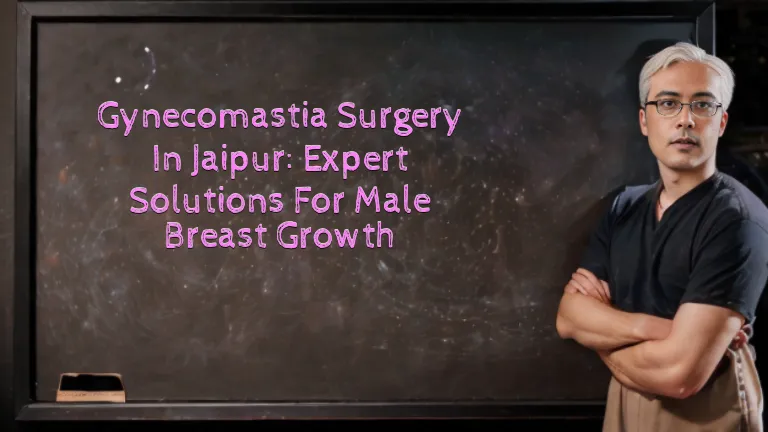 Gynecomastia Surgery
In Jaipur: Expert
Solutions For Male
Breast Growth